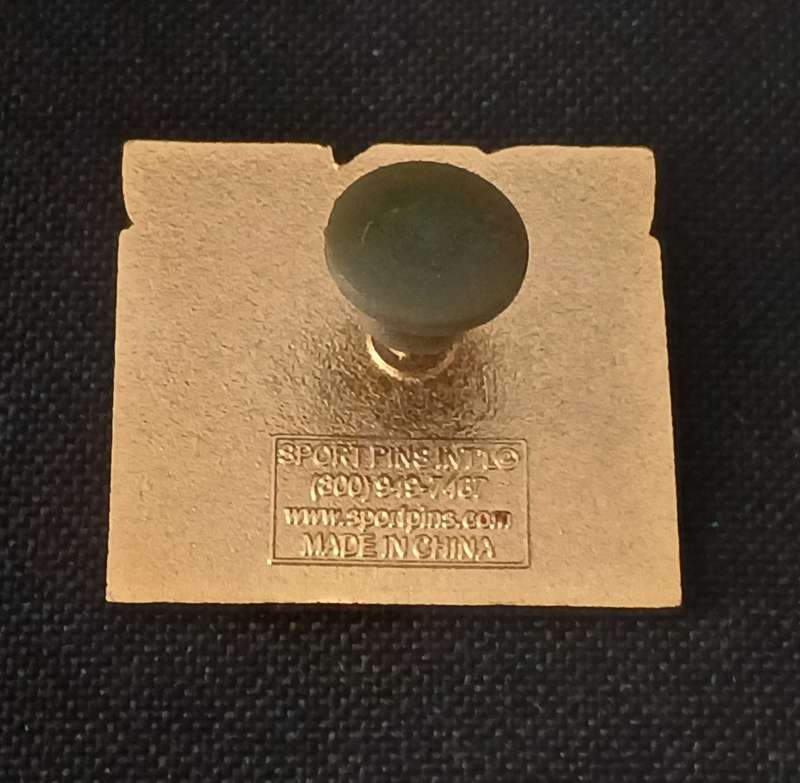 SPORT PINS INT'L©
(800) 949-7467
www.sportpins.com
MADE IN CHINA